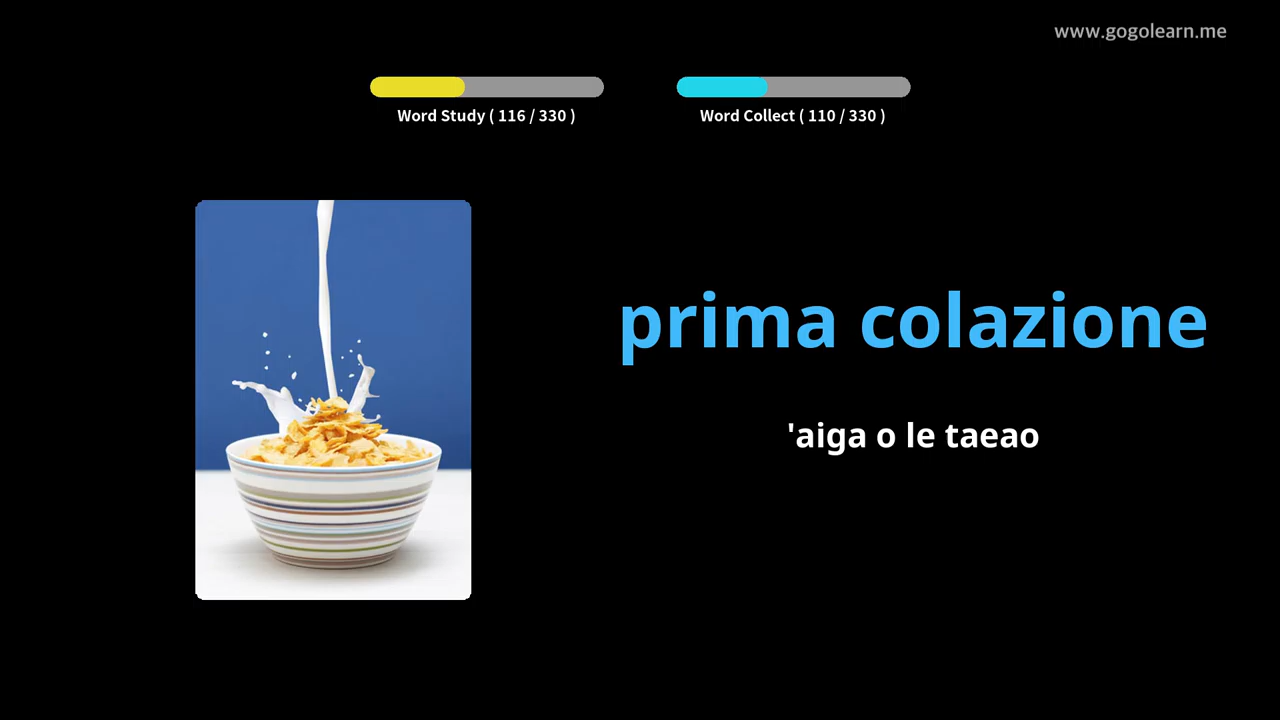 www.gogolearn.me
Word Study ( 116 / 330 )
Word Collect ( 110 / 330 )
prima colazione
'aiga o le taeao